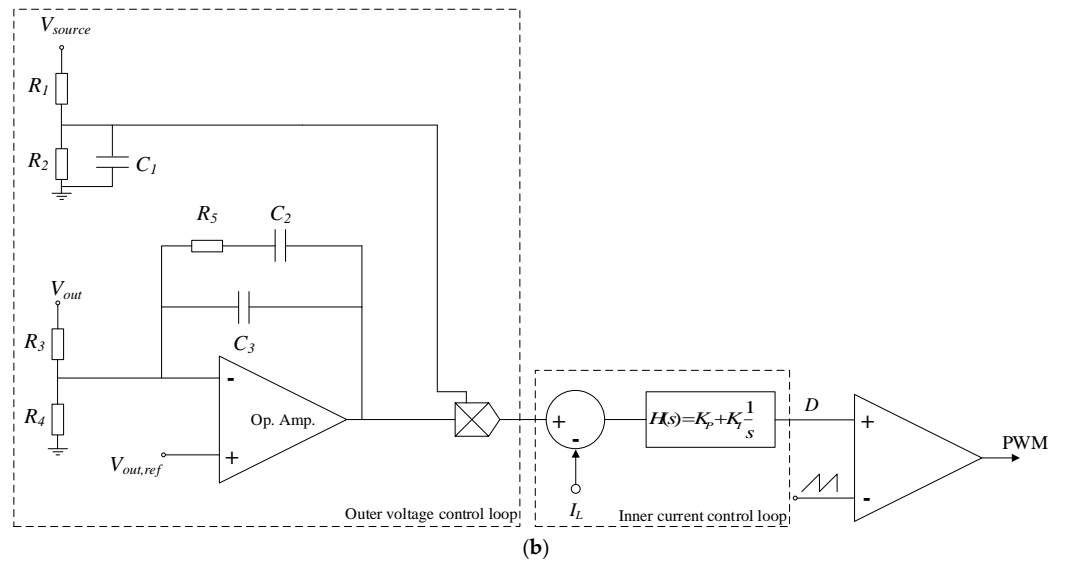 V_source
R_1
R_2
C_1
R_5
C_2
V_out
C_3
R_3
R_4
-
Op. Amp.
+
V_out,ref
Outer voltage control loop
+
-
I_L
H(s)=K_P+K_I 1/s
Inner current control loop
D
+
-
PWM
(b)